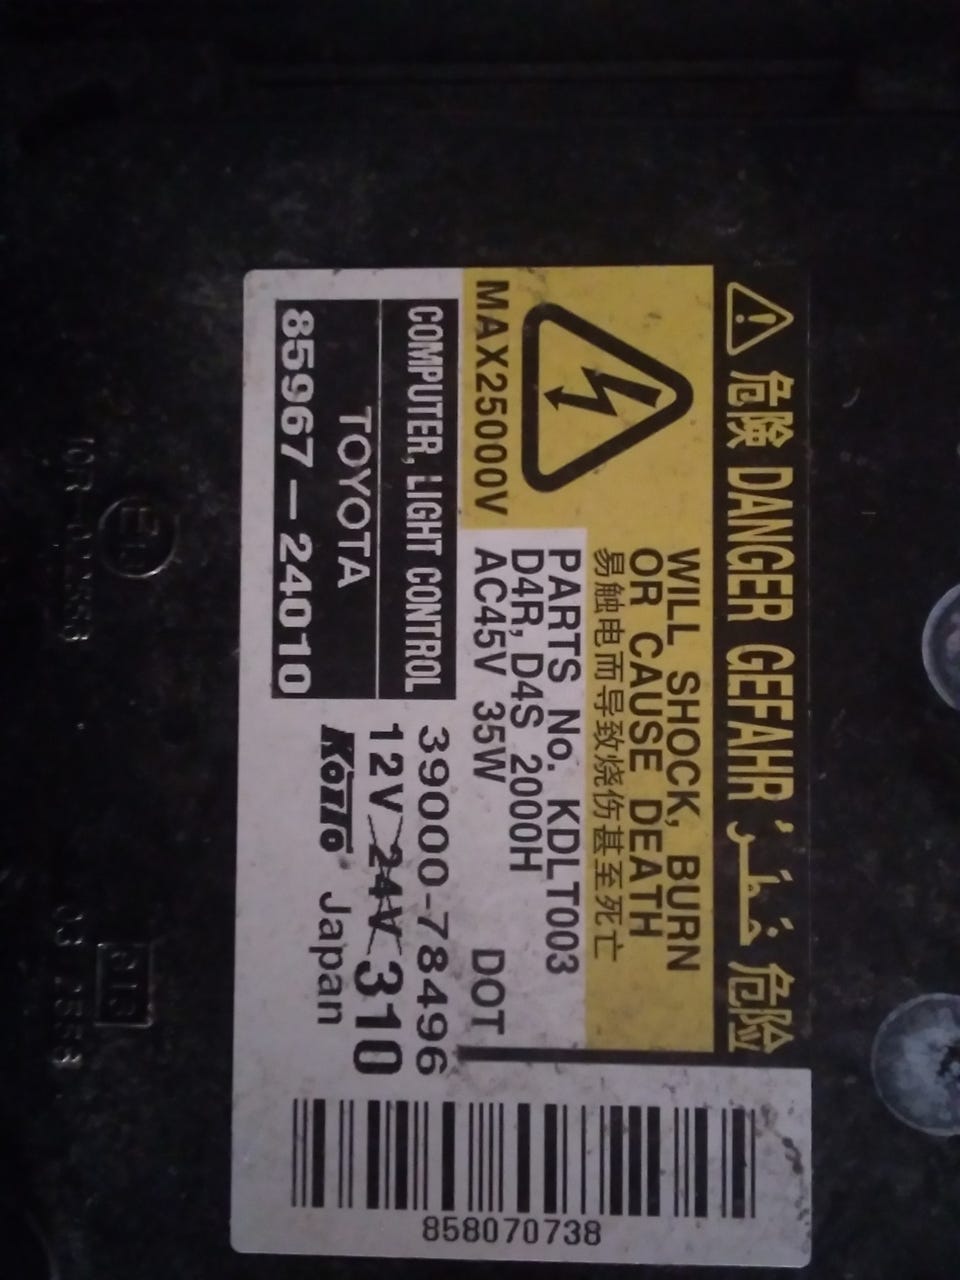 危険 DANGER GEFAHR خطر 危险
WILL SHOCK, BURN
OR CAUSE DEATH
易触电而导致烧伤甚至死亡
MAX25000V
PARTS No. KDLT003
D4R, D4S 2000H
AC45V 35W DOT
COMPUTER, LIGHT CONTROL
TOYOTA
85967-24010
39000-78496
12V 24V 310
KOITO Japan
858070738
E13